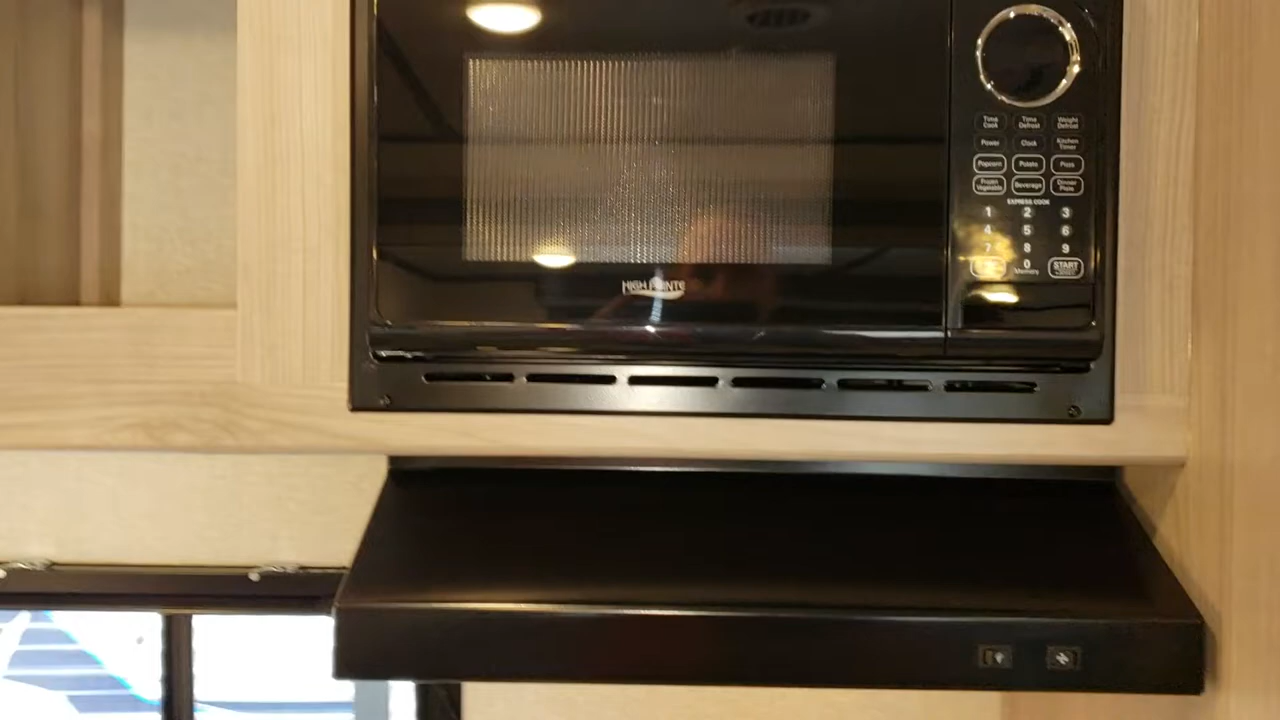 Time Cook
Time Defrost
Weight Defrost
Power
Clock
Kitchen Timer
Popcorn
Potato
Pizza
Frozen Vegetable
Beverage
Dinner Plate
EXPRESS COOK
1 2 3
4 5 6
7 8 9
0
Memory
START
HIGH POINTE